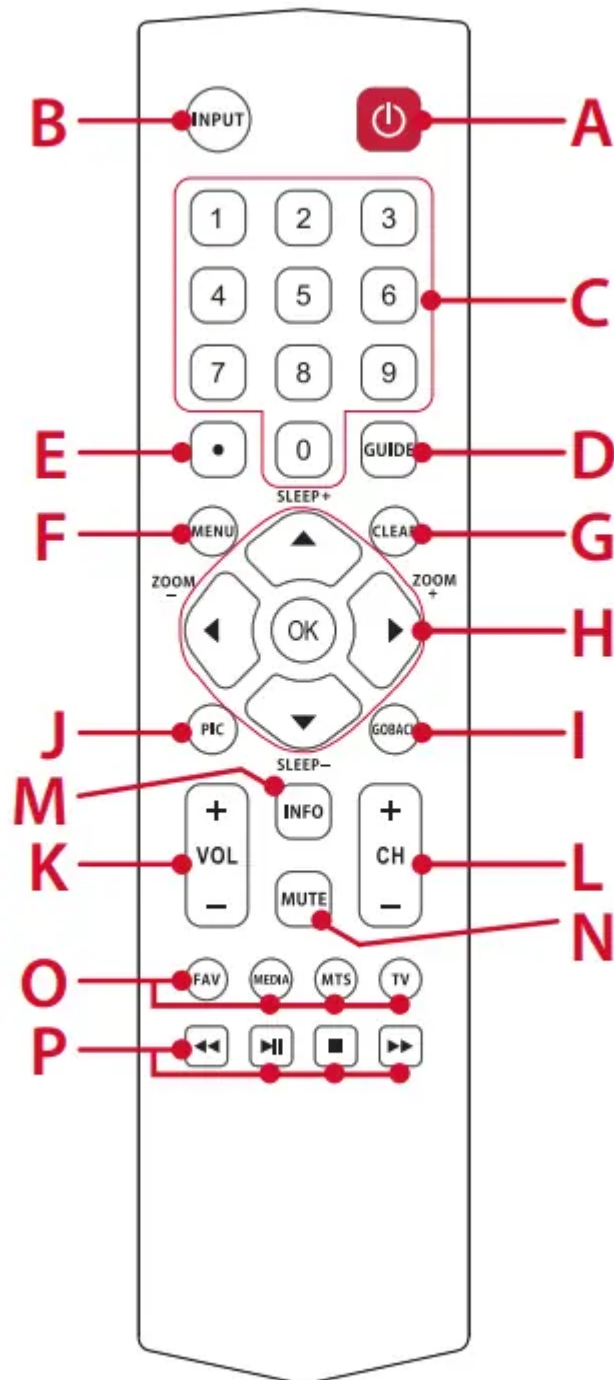 B INPUT A
1 2 3
4 5 6 C
7 8 9
E 0 GUIDE D
SLEEP+
F MENU CLEAR G
ZOOM − ZOOM +
OK H
J PIC GOBACK I
SLEEP−
M INFO
+ +
K VOL CH L
− −
MUTE N
O FAV MEDIA MTS TV
P